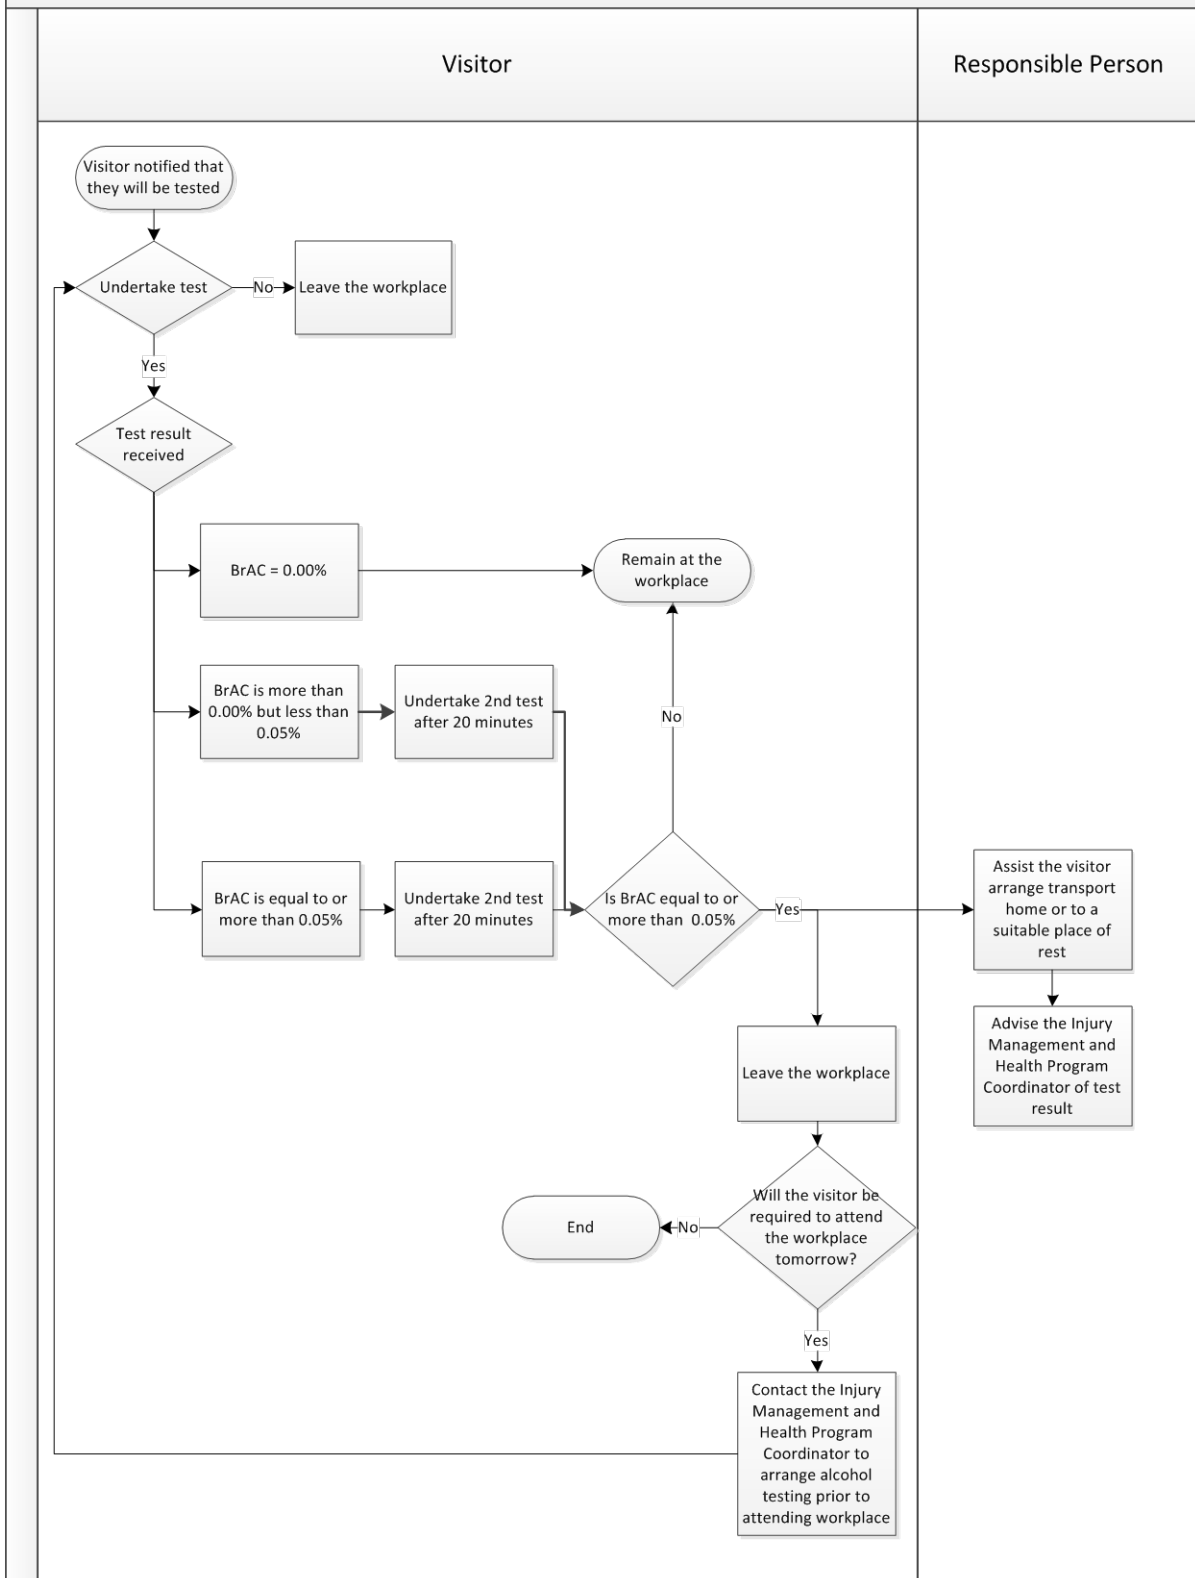 Visitor
Responsible Person
Visitor notified that
they will be tested
Undertake test
No
Leave the workplace
Yes
Test result
received
BrAC = 0.00%
Remain at the
workplace
BrAC is more than
0.00% but less than
0.05%
Undertake 2nd test
after 20 minutes
No
BrAC is equal to or
more than 0.05%
Undertake 2nd test
after 20 minutes
Is BrAC equal to or
more than 0.05%
Yes
Assist the visitor
arrange transport
home or to a
suitable place of
rest
Advise the Injury
Management and
Health Program
Coordinator of test
result
Leave the workplace
Will the visitor be
required to attend
the workplace
tomorrow?
No
End
Yes
Contact the Injury
Management and
Health Program
Coordinator to
arrange alcohol
testing prior to
attending workplace